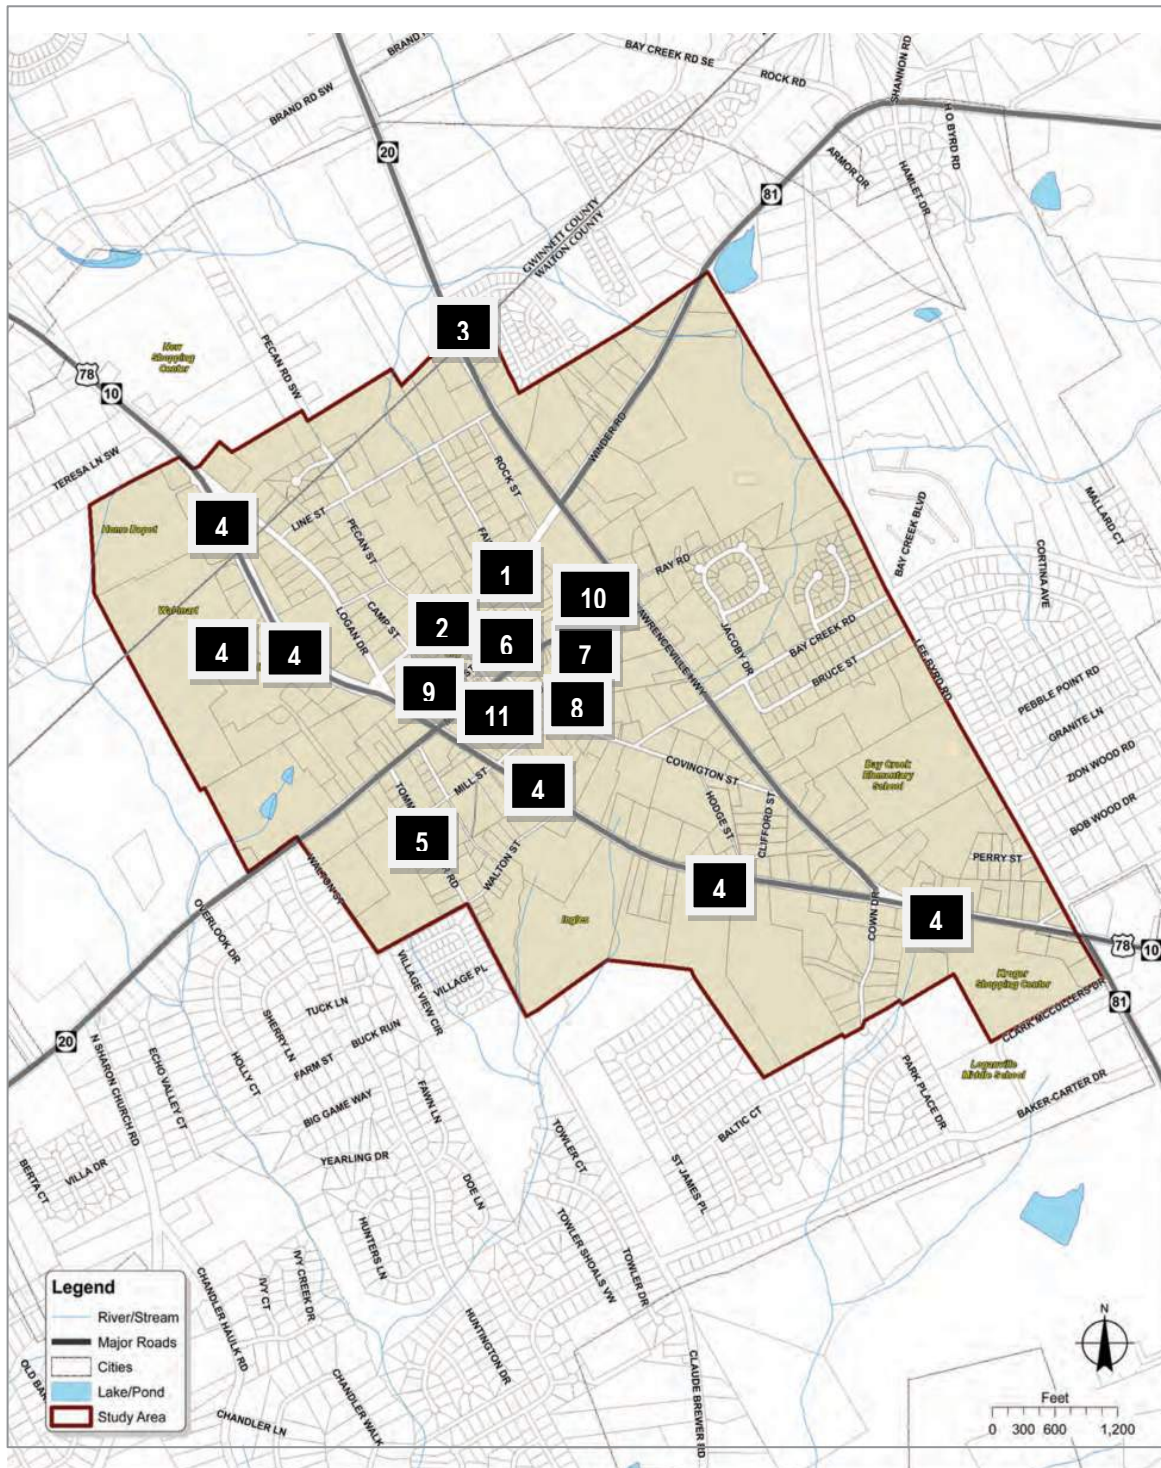 BAY CREEK RD SE
ROCK RD
SHANNON RD
BRAND RD SW
H O BYRD RD
20
ARMOR DR
HAMLET DR
81
GWINNETT COUNTY
WALTON COUNTY
3
New
Shopping
Center
PECAN RD SW
78
10
TERESA LN SW
WINDER RD
ROCK ST
MALLARD CT
Home Depot
4
LINE ST
PECAN ST
BAY CREEK BLVD
CORTINA AVE
1
RAY RD
10
Wal-mart
CAMP ST
LOGAN DR
2
6
7
JACOBY DR
BAY CREEK RD
BRUCE ST
LEE BYRD RD
4
4
9
11
8
PEBBLE POINT RD
GRANITE LN
ZION WOOD RD
BOB WOOD DR
COVINGTON ST
Bay Creek
Elementary
School
MILL ST
4
HODGE ST
CLIFFORD ST
5
WALTON ST
PERRY ST
4
COWN DR
4
OVERLOOK DR
Ingles
78
10
Kroger
Shopping Center
CLARK MCCULLERS DR
81
VILLAGE VIEW CIR
VILLAGE PL
20
TUCK LN
BUCK RUN
SHERRY LN
FARM ST
HOLLY CT
N SHARON CHURCH RD
ECHO VALLEY CT
Loganville
Middle School
PARK PLACE DR
BAKER-CARTER DR
FAWN LN
BIG GAME WAY
BALTIC CT
TOWLER CT
YEARLING DR
BERTA CT
VILLA DR
DOE LN
ST JAMES PL
HUNTERS LN
TOWLER SHOALS VW
TOWLER DR
IVY CREEK DR
IVY CT
CHANDLER HAULK RD
HUNTINGTON DR
CLAUDE BREWER RD
CHANDLER WALK
CHANDLER LN
Legend
River/Stream
Major Roads
Cities
Lake/Pond
Study Area
N
Feet
0 300 600 1,200